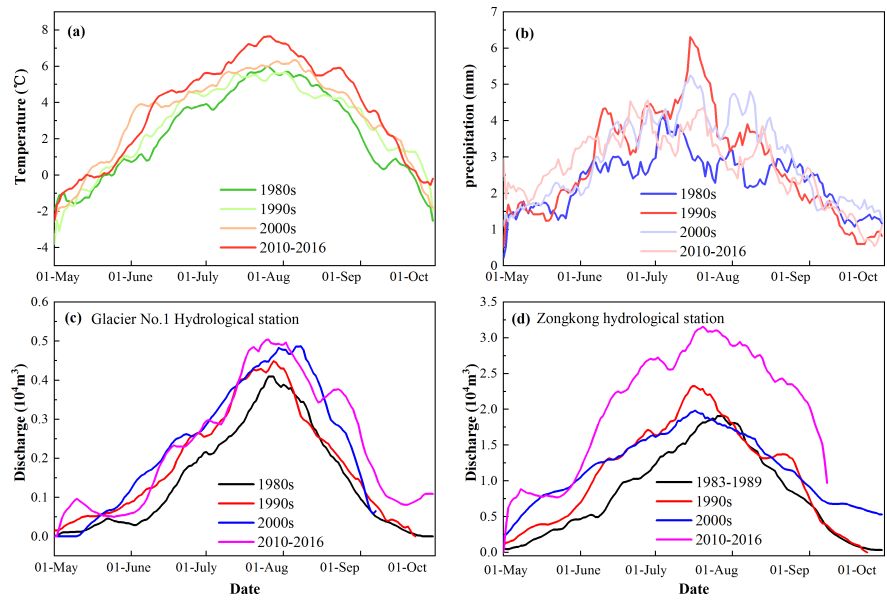 (a)
Temperature (℃)
8
6
4
2
0
-2
-4
1980s
1990s
2000s
2010-2016
01-May
01-June
01-July
01-Aug
01-Sep
01-Oct
(b)
precipitation (mm)
7
6
5
4
3
2
1
0
1980s
1990s
2000s
2010-2016
01-May
01-June
01-July
01-Aug
01-Sep
01-Oct
(c) Glacier No.1 Hydrological station
Discharge (10⁴m³)
0.6
0.5
0.4
0.3
0.2
0.1
0.0
1980s
1990s
2000s
2010-2016
01-May
01-June
01-July
01-Aug
01-Sep
01-Oct
Date
(d) Zongkong hydrological station
Discharge (10⁴m³)
3.5
3.0
2.5
2.0
1.5
1.0
0.5
0.0
1983-1989
1990s
2000s
2010-2016
01-May
01-June
01-July
01-Aug
01-Sep
01-Oct
Date